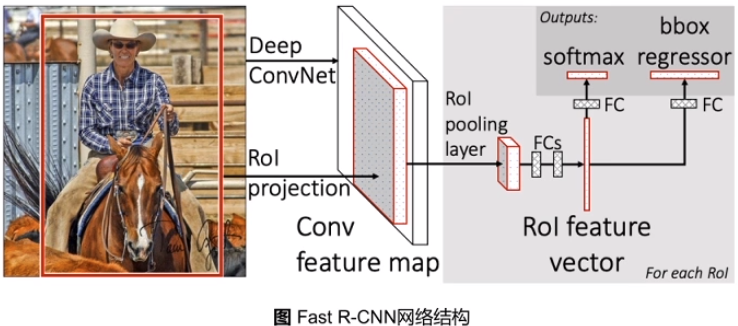 Deep
ConvNet
RoI
projection
Conv
feature map
RoI
pooling
layer
FCs
RoI feature
vector
For each RoI
Outputs:
softmax
bbox
regressor
FC
FC
图 Fast R-CNN网络结构